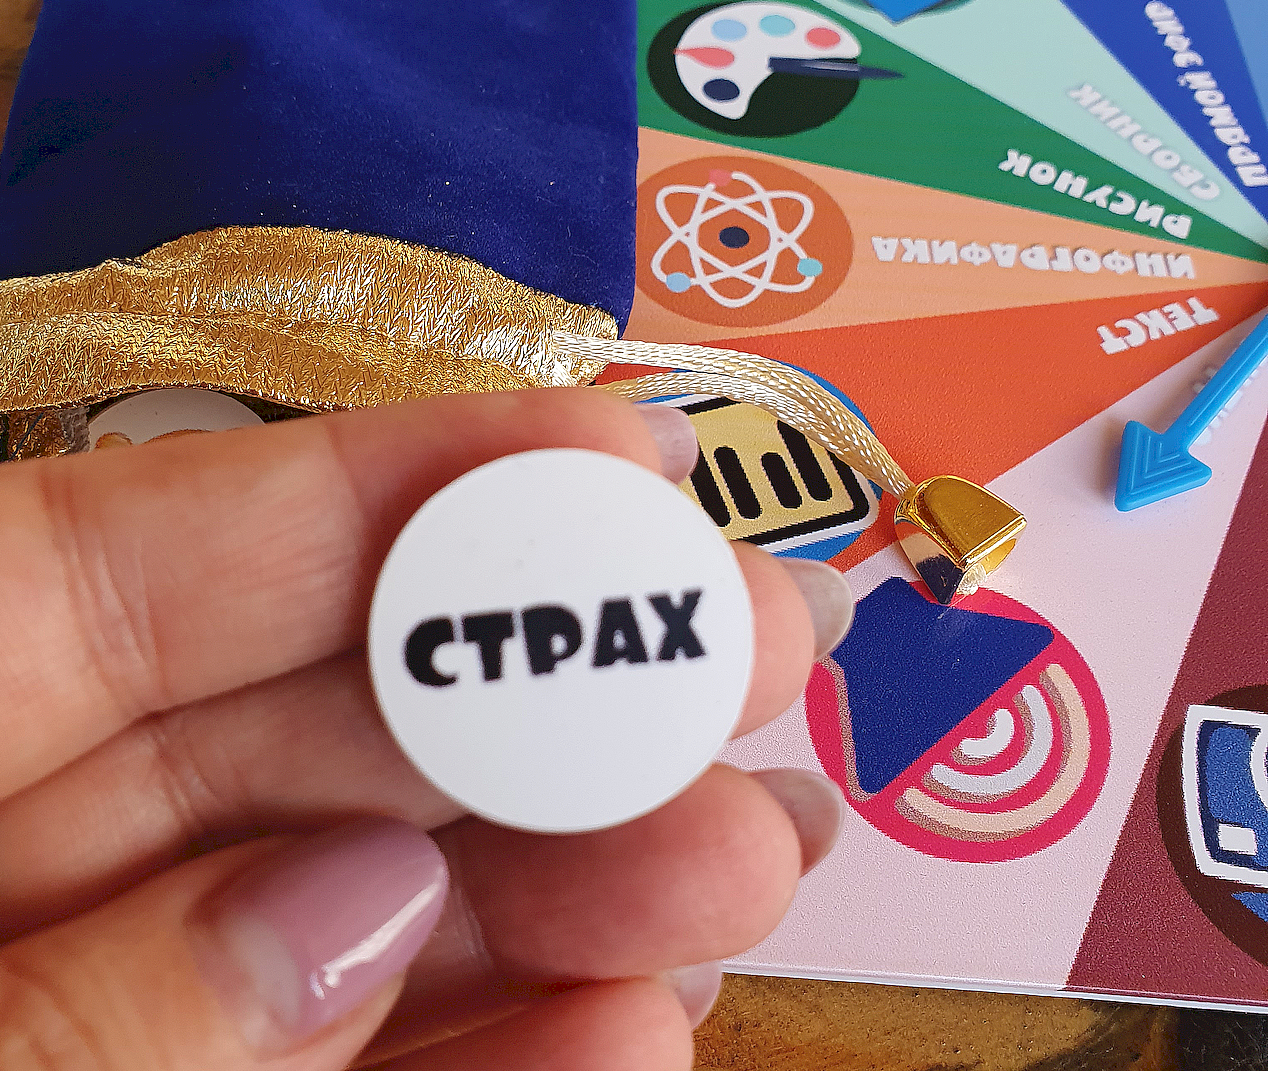 СТРАХ
ПРЯМОЙ ЭФИР
СБОРНИК
РИСУНОК
ИНФОГРАФИКА
ТЕКСТ